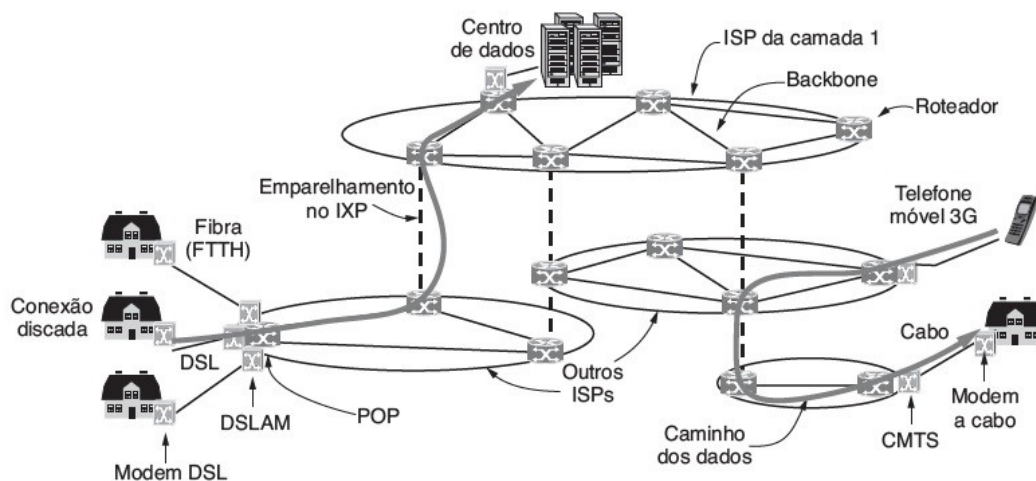 Centro
de dados
ISP da camada 1
Backbone
Roteador
Emparelhamento
no IXP
Telefone
móvel 3G
Fibra
(FTTH)
Conexão
discada
DSL
Cabo
Outros
ISPs
POP
DSLAM
Modem DSL
Caminho
dos dados
CMTS
Modem
a cabo